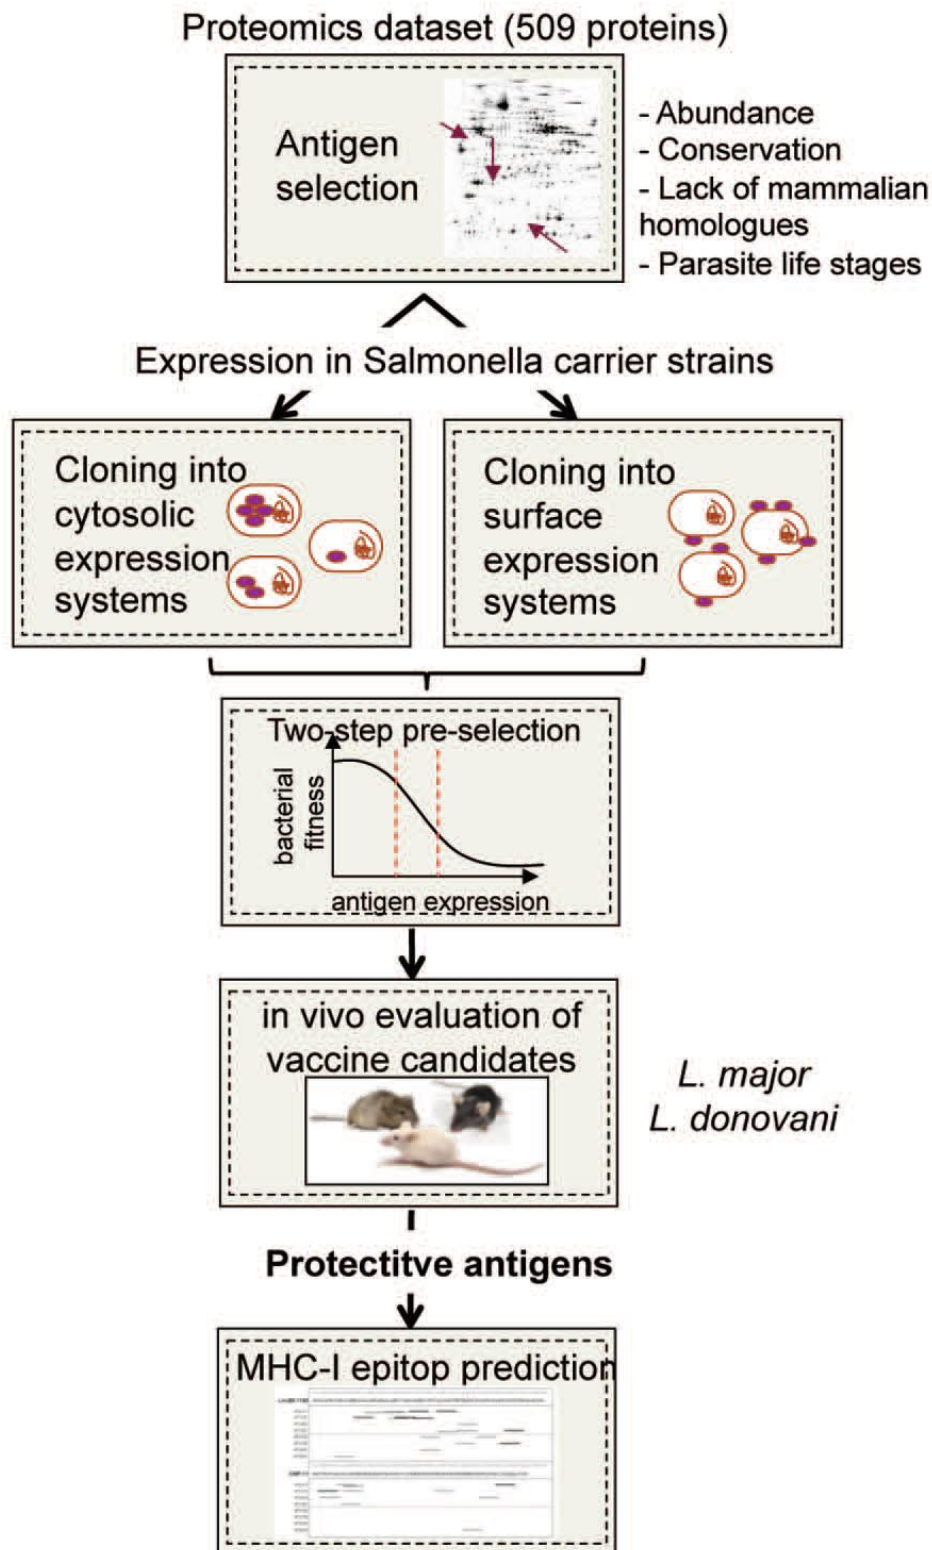 Proteomics dataset (509 proteins)
Antigen
selection
- Abundance
- Conservation
- Lack of mammalian
homologues
- Parasite life stages
Expression in Salmonella carrier strains
Cloning into
cytosolic
expression
systems
Cloning into
surface
expression
systems
Two-step pre-selection
bacterial
fitness
antigen expression
in vivo evaluation of
vaccine candidates
L. major
L. donovani
Protectitve antigens
MHC-I epitop prediction